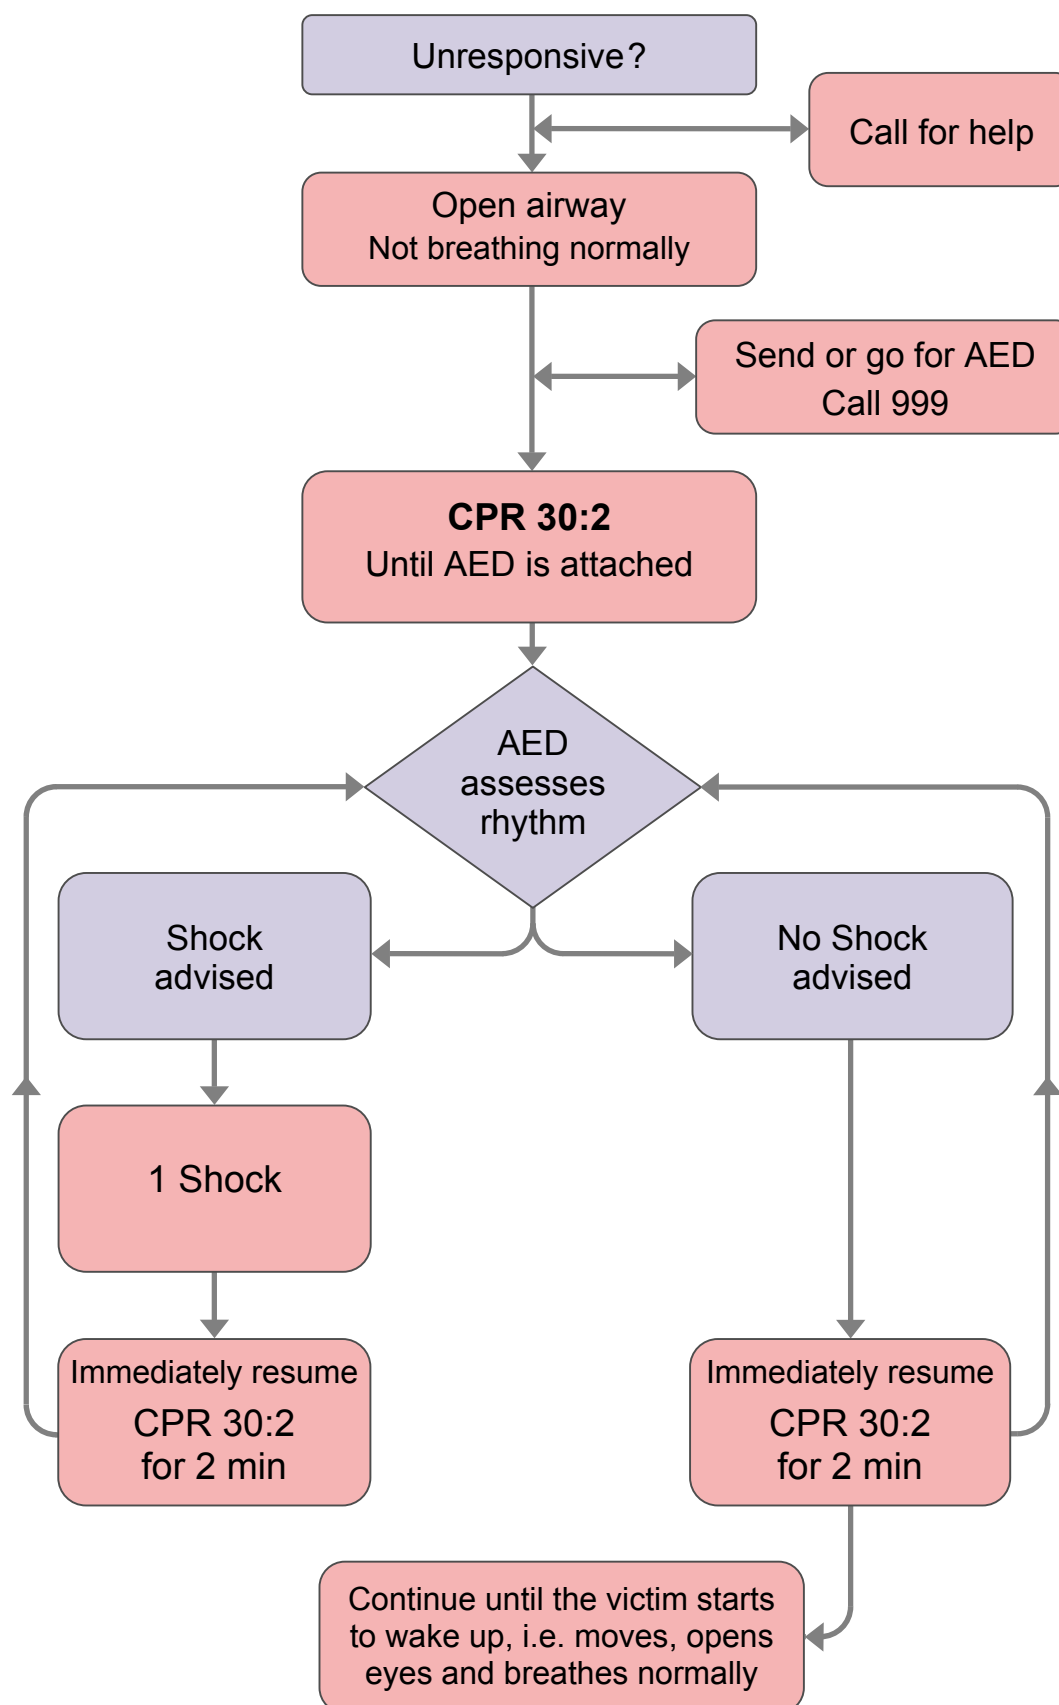 Unresponsive?
Call for help
Open airway
Not breathing normally
Send or go for AED
Call 999
CPR 30:2
Until AED is attached
AED
assesses
rhythm
Shock
advised
No Shock
advised
1 Shock
Immediately resume
CPR 30:2
for 2 min
Immediately resume
CPR 30:2
for 2 min
Continue until the victim starts
to wake up, i.e. moves, opens
eyes and breathes normally